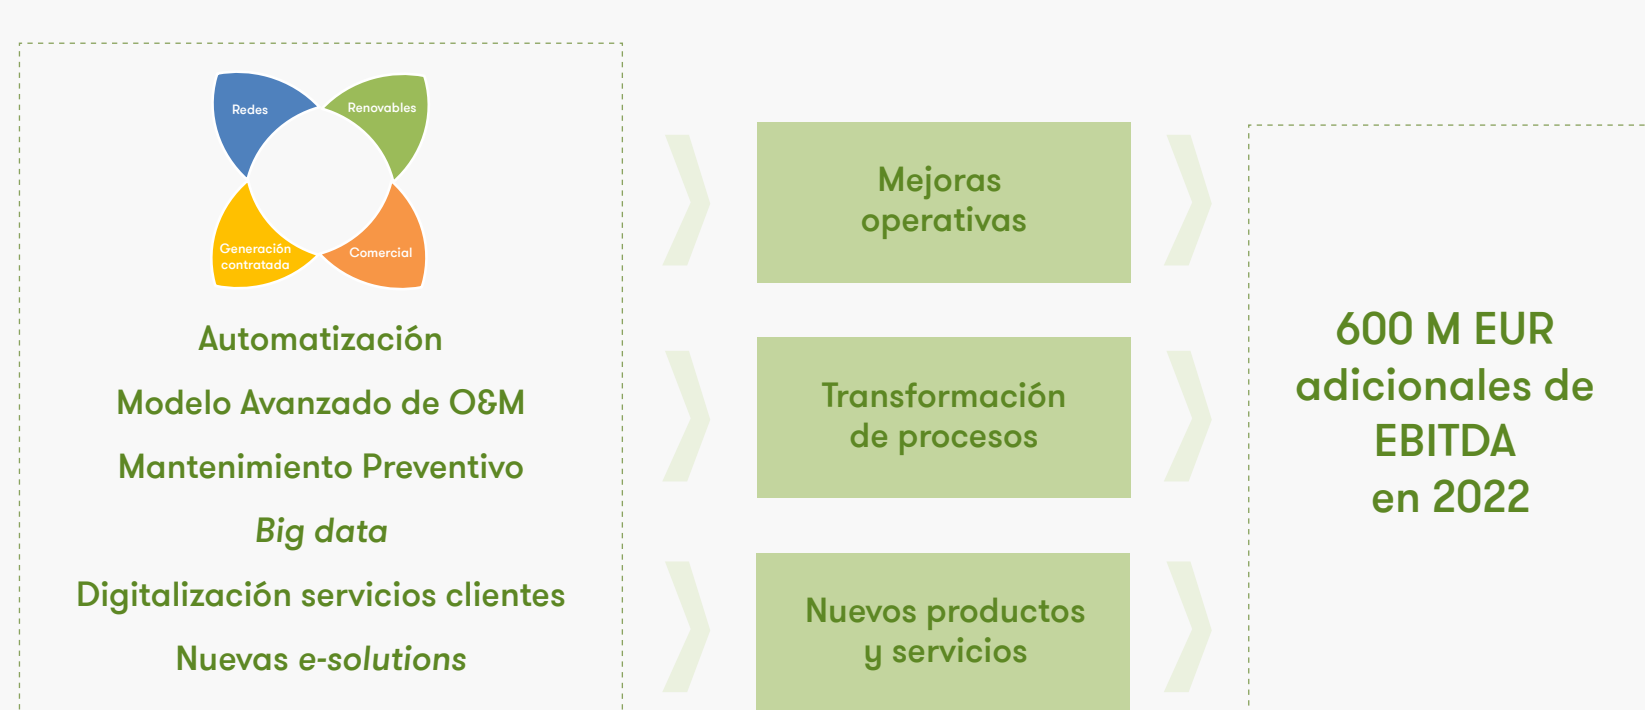 Redes
Renovables
Generación
contratada
Comercial
Automatización
Modelo Avanzado de O&M
Mantenimiento Preventivo
Big data
Digitalización servicios clientes
Nuevas e-solutions
Mejoras
operativas
Transformación
de procesos
Nuevos productos
y servicios
600 M EUR
adicionales de
EBITDA
en 2022